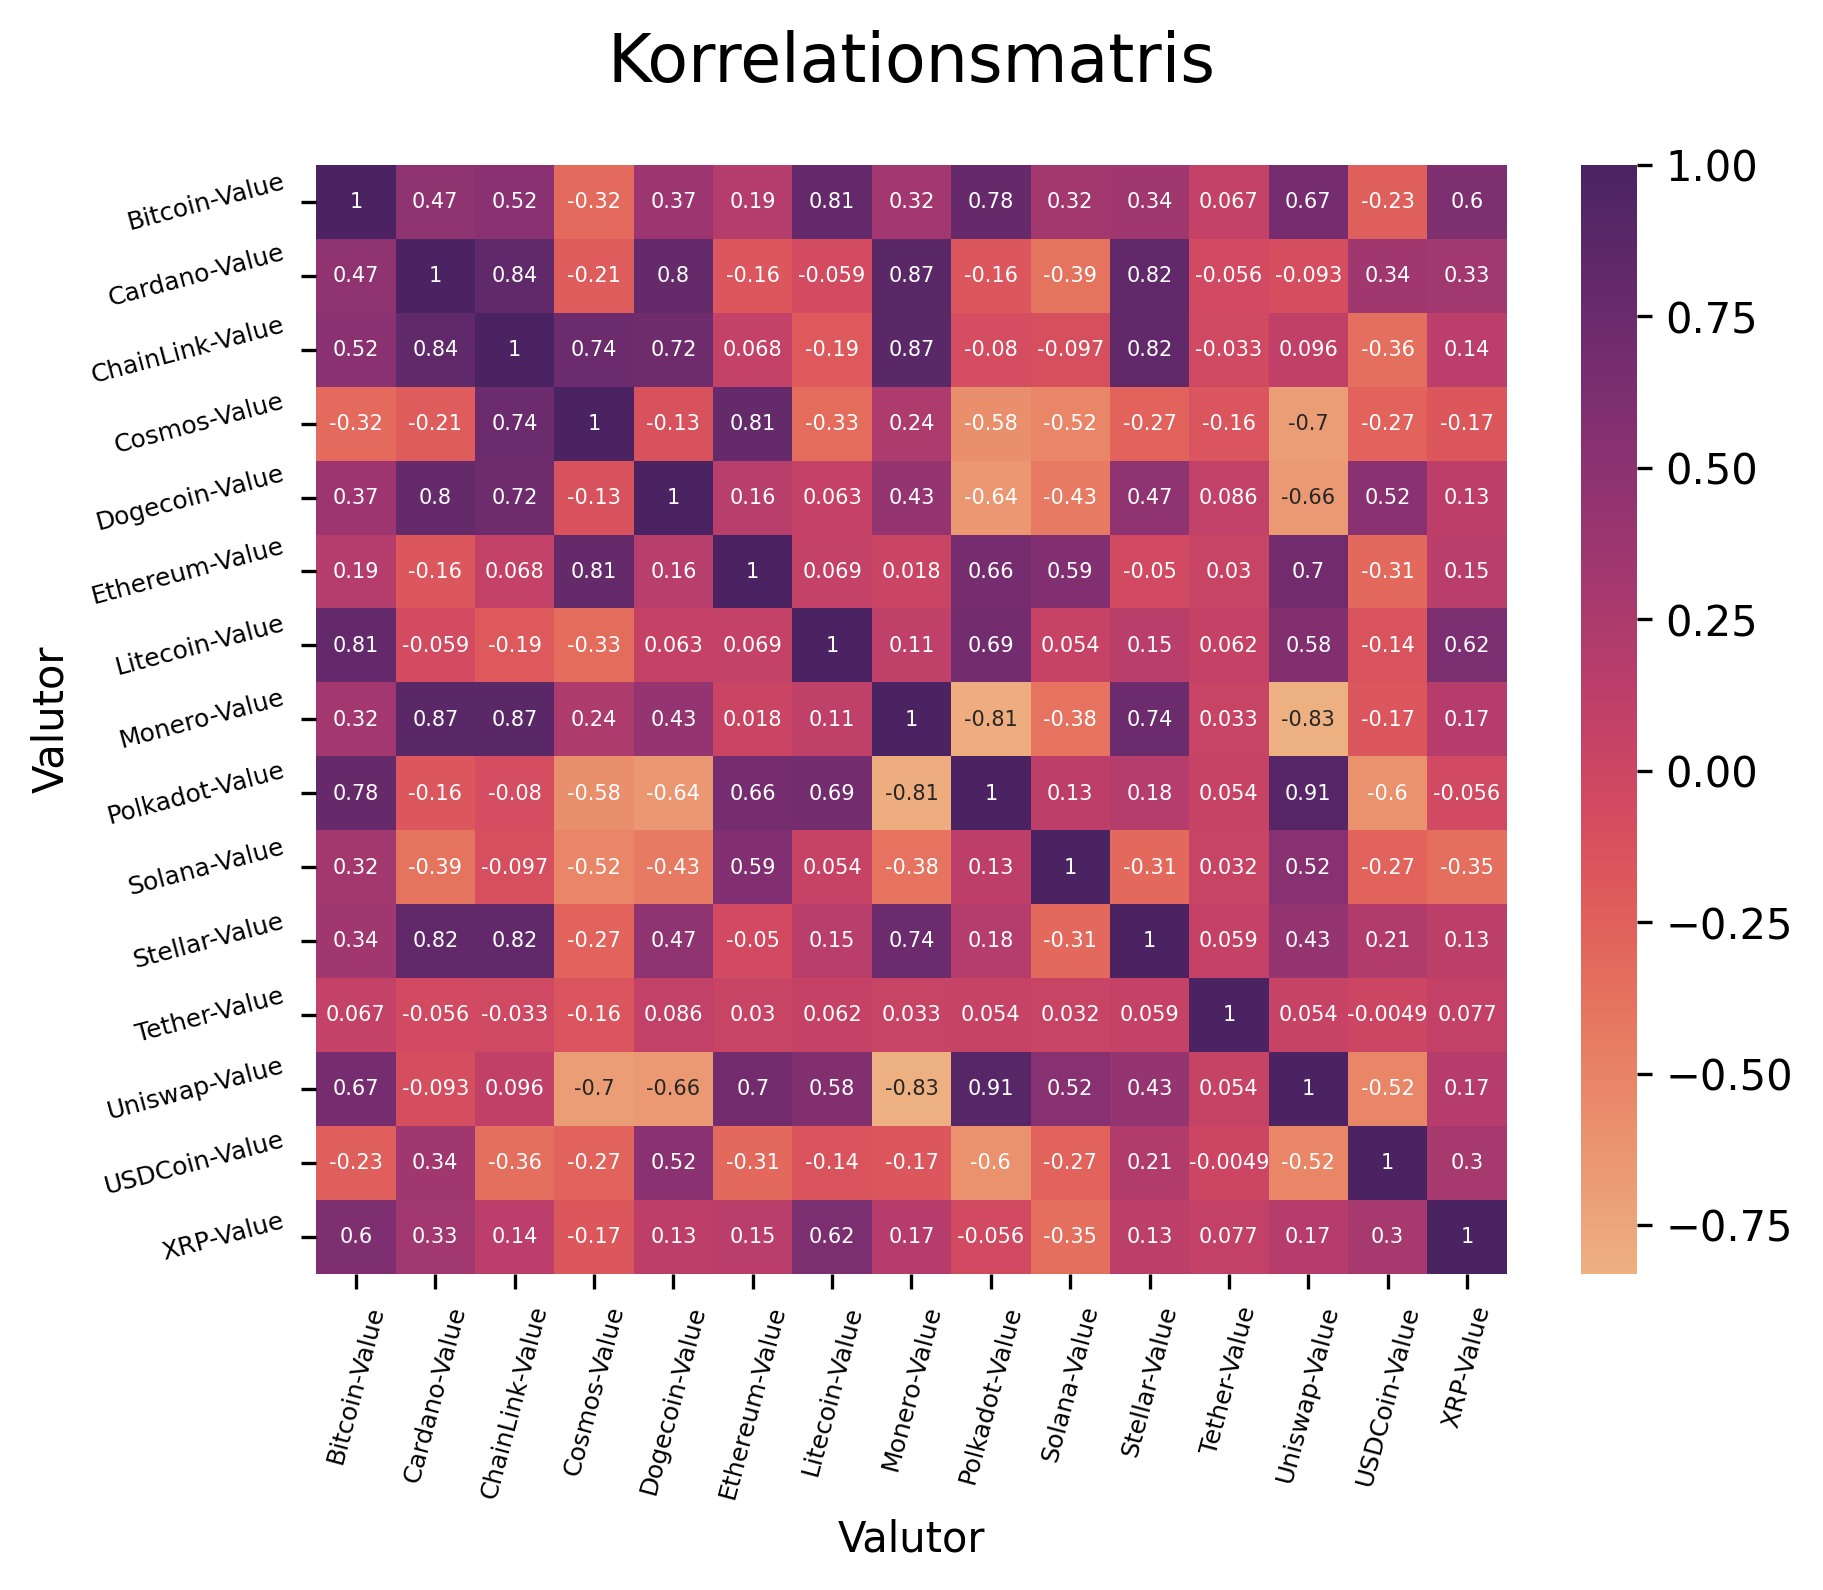 Korrelationsmatris
Valutor
Bitcoin-Value 1 0.47 0.52 -0.32 0.37 0.19 0.81 0.32 0.78 0.32 0.34 0.067 0.67 -0.23 0.6
Cardano-Value 0.47 1 0.84 -0.21 0.8 -0.16 -0.059 0.87 -0.16 -0.39 0.82 -0.056 -0.093 0.34 0.33
ChainLink-Value 0.52 0.84 1 0.74 0.72 0.068 -0.19 0.87 -0.08 -0.097 0.82 -0.033 0.096 -0.36 0.14
Cosmos-Value -0.32 -0.21 0.74 1 -0.13 0.81 -0.33 0.24 -0.58 -0.52 -0.27 -0.16 -0.7 -0.27 -0.17
Dogecoin-Value 0.37 0.8 0.72 -0.13 1 0.16 0.063 0.43 -0.64 -0.43 0.47 0.086 -0.66 0.52 0.13
Ethereum-Value 0.19 -0.16 0.068 0.81 0.16 1 0.069 0.018 0.66 0.59 -0.05 0.03 0.7 -0.31 0.15
Litecoin-Value 0.81 -0.059 -0.19 -0.33 0.063 0.069 1 0.11 0.69 0.054 0.15 0.062 0.58 -0.14 0.62
Monero-Value 0.32 0.87 0.87 0.24 0.43 0.018 0.11 1 -0.81 -0.38 0.74 0.033 -0.83 -0.17 0.17
Polkadot-Value 0.78 -0.16 -0.08 -0.58 -0.64 0.66 0.69 -0.81 1 0.13 0.18 0.054 0.91 -0.6 -0.056
Solana-Value 0.32 -0.39 -0.097 -0.52 -0.43 0.59 0.054 -0.38 0.13 1 -0.31 0.032 0.52 -0.27 -0.35
Stellar-Value 0.34 0.82 0.82 -0.27 0.47 -0.05 0.15 0.74 0.18 -0.31 1 0.059 0.43 0.21 0.13
Tether-Value 0.067 -0.056 -0.033 -0.16 0.086 0.03 0.062 0.033 0.054 0.032 0.059 1 0.054 -0.0049 0.077
Uniswap-Value 0.67 -0.093 0.096 -0.7 -0.66 0.7 0.58 -0.83 0.91 0.52 0.43 0.054 1 -0.52 0.17
USDCoin-Value -0.23 0.34 -0.36 -0.27 0.52 -0.31 -0.14 -0.17 -0.6 -0.27 0.21 -0.0049 -0.52 1 0.3
XRP-Value 0.6 0.33 0.14 -0.17 0.13 0.15 0.62 0.17 -0.056 -0.35 0.13 0.077 0.17 0.3 1
Bitcoin-Value
Cardano-Value
ChainLink-Value
Cosmos-Value
Dogecoin-Value
Ethereum-Value
Litecoin-Value
Monero-Value
Polkadot-Value
Solana-Value
Stellar-Value
Tether-Value
Uniswap-Value
USDCoin-Value
XRP-Value
Valutor
1.00
0.75
0.50
0.25
0.00
−0.25
−0.50
−0.75